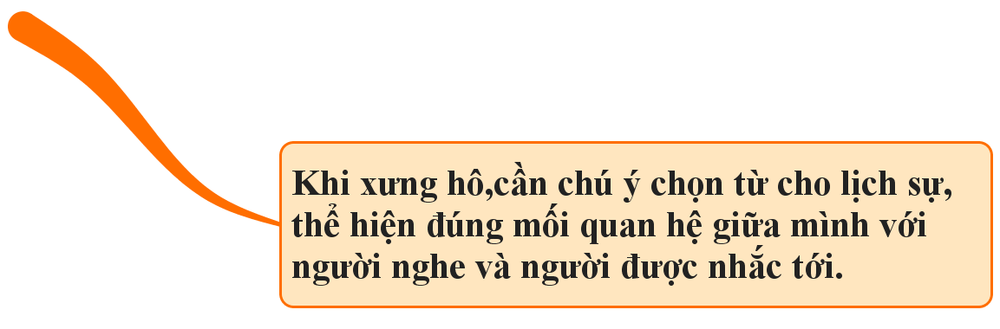 Khi xưng hô,cần chú ý chọn từ cho lịch sự,
thể hiện đúng mối quan hệ giữa mình với
người nghe và người được nhắc tới.